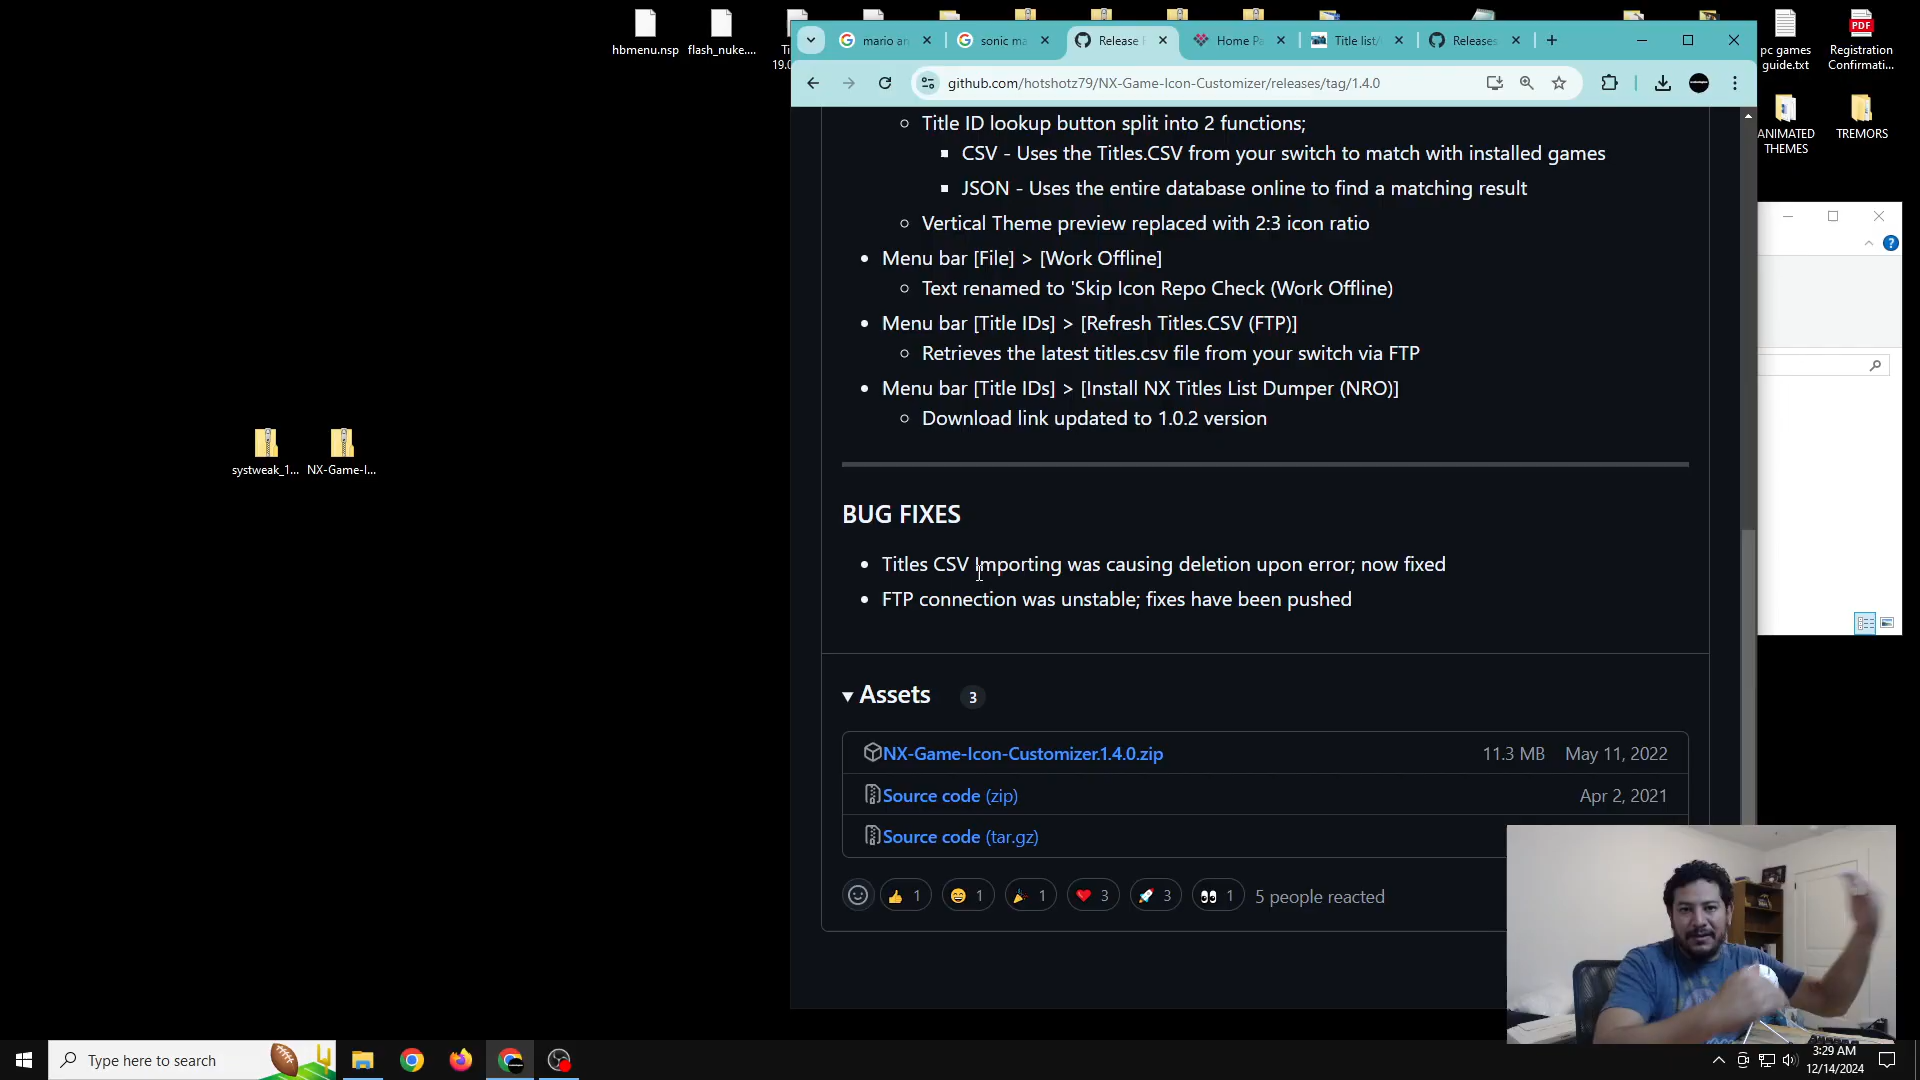 hbmenu.nsp
flash_nuke....
mario an
sonic ma
Release
Home Pa
Title list/
Releases
pc games
guide.txt
Registration
Confirmati...
github.com/hotshotz79/NX-Game-Icon-Customizer/releases/tag/1.4.0
ANIMATED
THEMES
TREMORS
Title ID lookup button split into 2 functions;
CSV - Uses the Titles.CSV from your switch to match with installed games
JSON - Uses the entire database online to find a matching result
Vertical Theme preview replaced with 2:3 icon ratio
Menu bar [File] > [Work Offline]
Text renamed to 'Skip Icon Repo Check (Work Offline)
Menu bar [Title IDs] > [Refresh Titles.CSV (FTP)]
Retrieves the latest titles.csv file from your switch via FTP
Menu bar [Title IDs] > [Install NX Titles List Dumper (NRO)]
Download link updated to 1.0.2 version
systweak_1...
NX-Game-I...
BUG FIXES
Titles CSV Importing was causing deletion upon error; now fixed
FTP connection was unstable; fixes have been pushed
Assets 3
NX-Game-Icon-Customizer.1.4.0.zip 11.3 MB May 11, 2022
Source code (zip) Apr 2, 2021
Source code (tar.gz)
1 1 1 3 3 1 5 people reacted
Type here to search
3:29 AM
12/14/2024